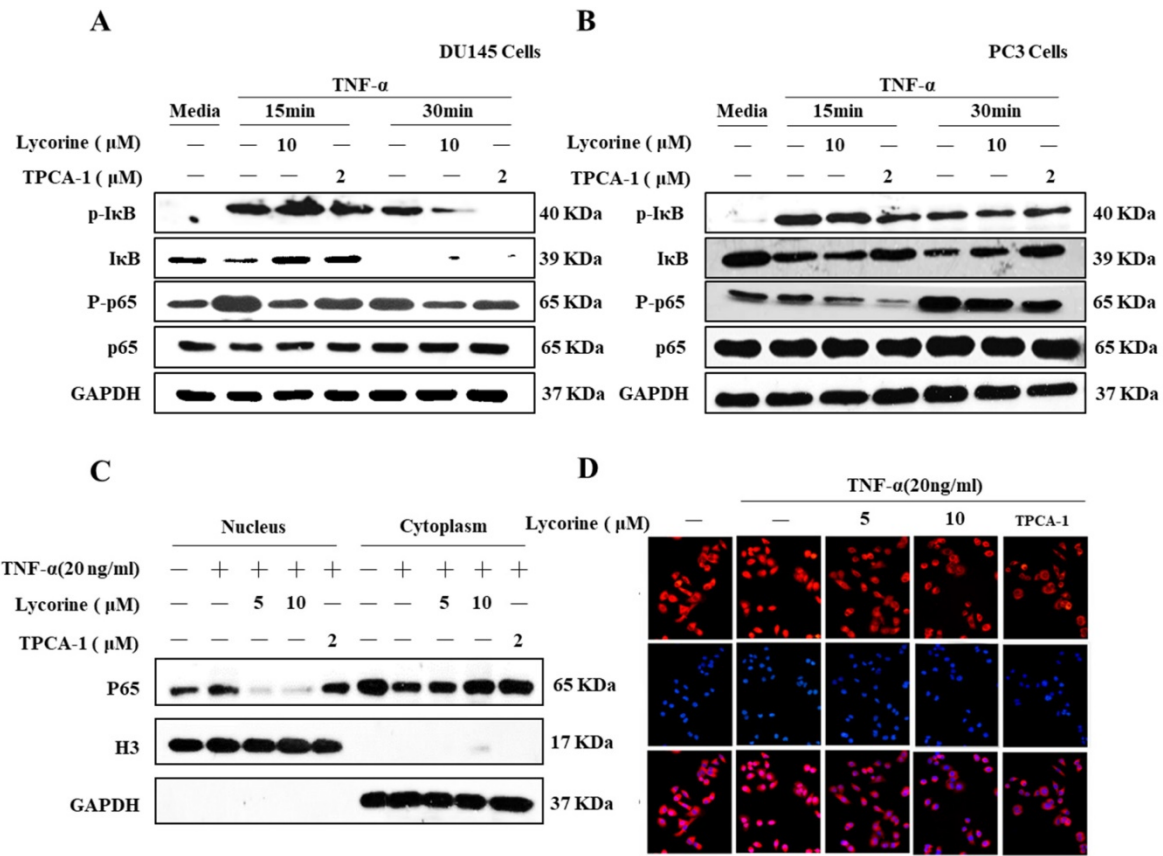 A
DU145 Cells
TNF-α
Media 15min 30min
Lycorine ( μM) — — 10 — — 10 —
TPCA-1 ( μM) — — — 2 — — 2
p-IκB 40 KDa
IκB 39 KDa
P-p65 65 KDa
p65 65 KDa
GAPDH 37 KDa
B
PC3 Cells
TNF-α
Media 15min 30min
Lycorine ( μM) — — 10 — — 10 —
TPCA-1 ( μM) — — — 2 — — 2
p-IκB 40 KDa
IκB 39 KDa
P-p65 65 KDa
p65 65 KDa
GAPDH 37 KDa
C
Nucleus Cytoplasm
TNF-α(20 ng/ml) — + + + + — + + + +
Lycorine ( μM) — — 5 10 — — — 5 10 —
TPCA-1 ( μM) — — — — 2 — — — — 2
P65 65 KDa
H3 17 KDa
GAPDH 37 KDa
D
TNF-α(20ng/ml)
Lycorine ( μM) — — 5 10 TPCA-1